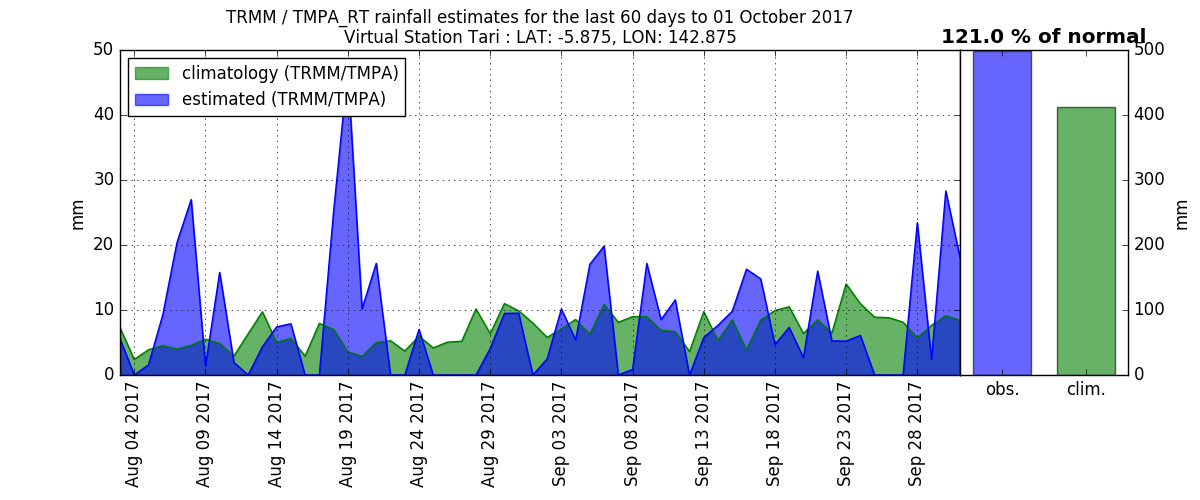 TRMM / TMPA_RT rainfall estimates for the last 60 days to 01 October 2017
Virtual Station Tari : LAT: -5.875, LON: 142.875
121.0 % of normal
climatology (TRMM/TMPA)
estimated (TRMM/TMPA)
50
40
30
20
10
0
mm
Aug 04 2017
Aug 09 2017
Aug 14 2017
Aug 19 2017
Aug 24 2017
Aug 29 2017
Sep 03 2017
Sep 08 2017
Sep 13 2017
Sep 18 2017
Sep 23 2017
Sep 28 2017
obs.
clim.
500
400
300
200
100
0
mm